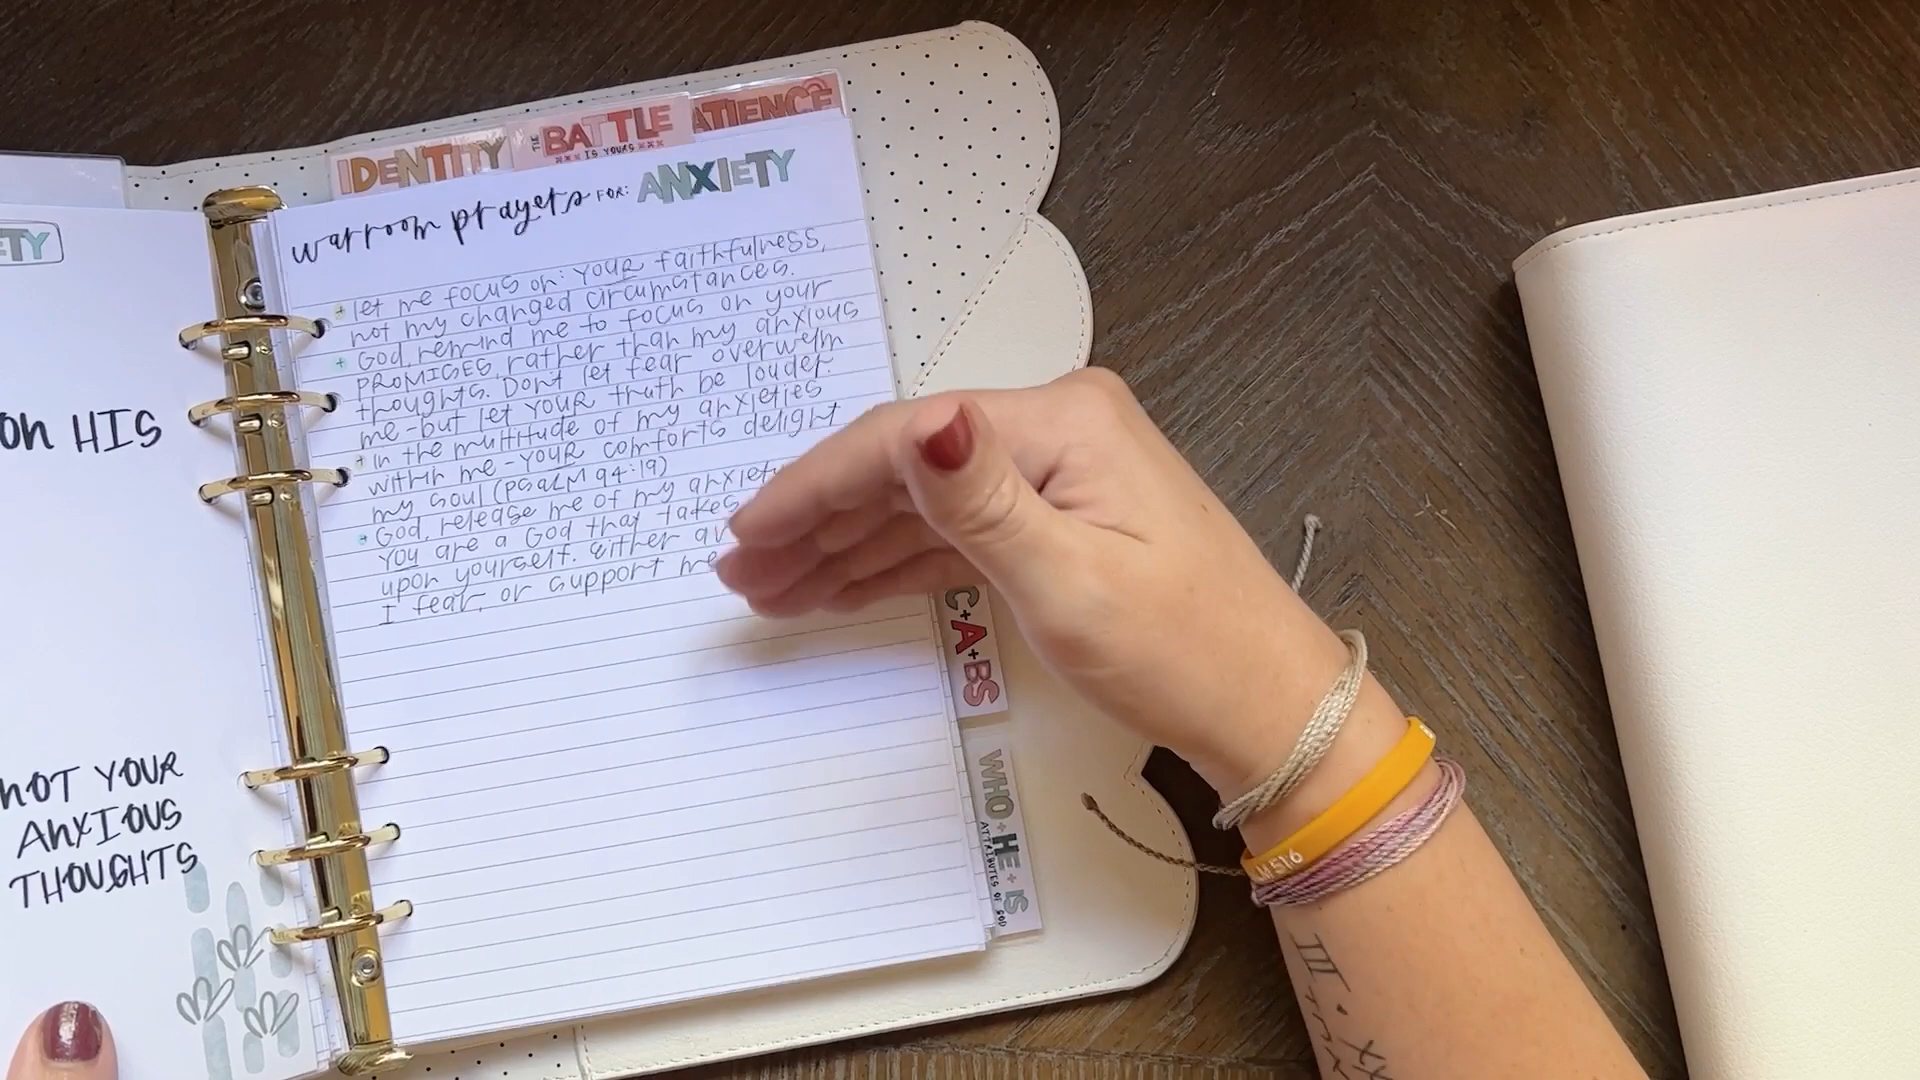 IDENTITY
THE BATTLE
IS YOURS
ATIENCE
ETY
on HIS
NOT YOUR
ANXIOUS
THOUGHTS
warroom prayers FOR: ANXIETY
+ let me focus on: YOUR faithfulness,
not my changed circumstances.
+ God, remind me to focus on your
PROMISES, rather than my anxious
thoughts. Don't let fear overwelm
me-but let YOUR truth be louder.
+ in the multitude of my anxieties
within me-YOUR comforts delight
my soul (PSALM 94:19)
+ God, release me of my anxiety
You are a God that takes
upon yourself. Either
I fear, or support me
C+A+BS
WHO+HE+IS
ATTRIBUTES OF GOD
M516
III